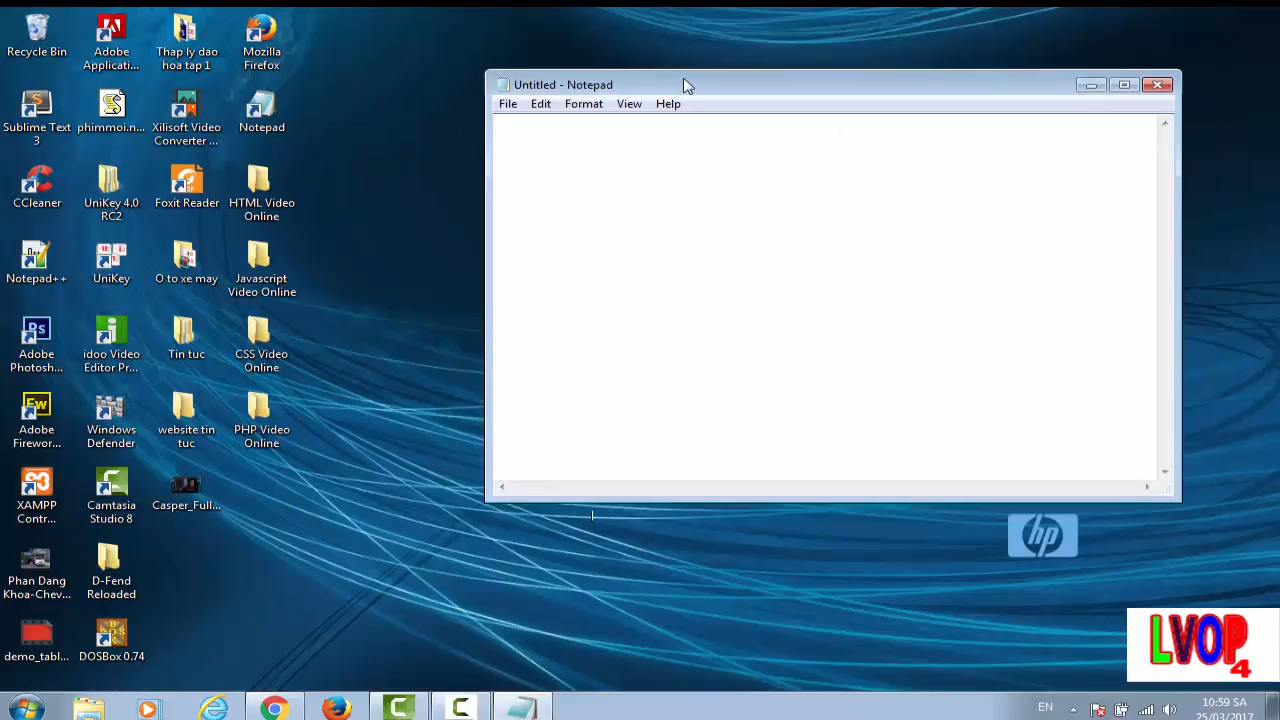 Recycle Bin
Adobe
Applicati...
Thap ly dao
hoa tap 1
Mozilla
Firefox
Sublime Text
3
phimmoi.n...
Xilisoft Video
Converter ...
Notepad
CCleaner
UniKey 4.0
RC2
Foxit Reader
HTML Video
Online
Notepad++
UniKey
O to xe may
Javascript
Video Online
Adobe
Photosh...
idoo Video
Editor Pr...
Tin tuc
CSS Video
Online
Adobe
Firewor...
Windows
Defender
website tin
tuc
PHP Video
Online
XAMPP
Contr...
Camtasia
Studio 8
Casper_Full...
Phan Dang
Khoa-Chev...
D-Fend
Reloaded
demo_tabl...
DOSBox 0.74
Untitled - Notepad
File Edit Format View Help
hp
LVOP
4
EN
10:59 SA
25/03/2017